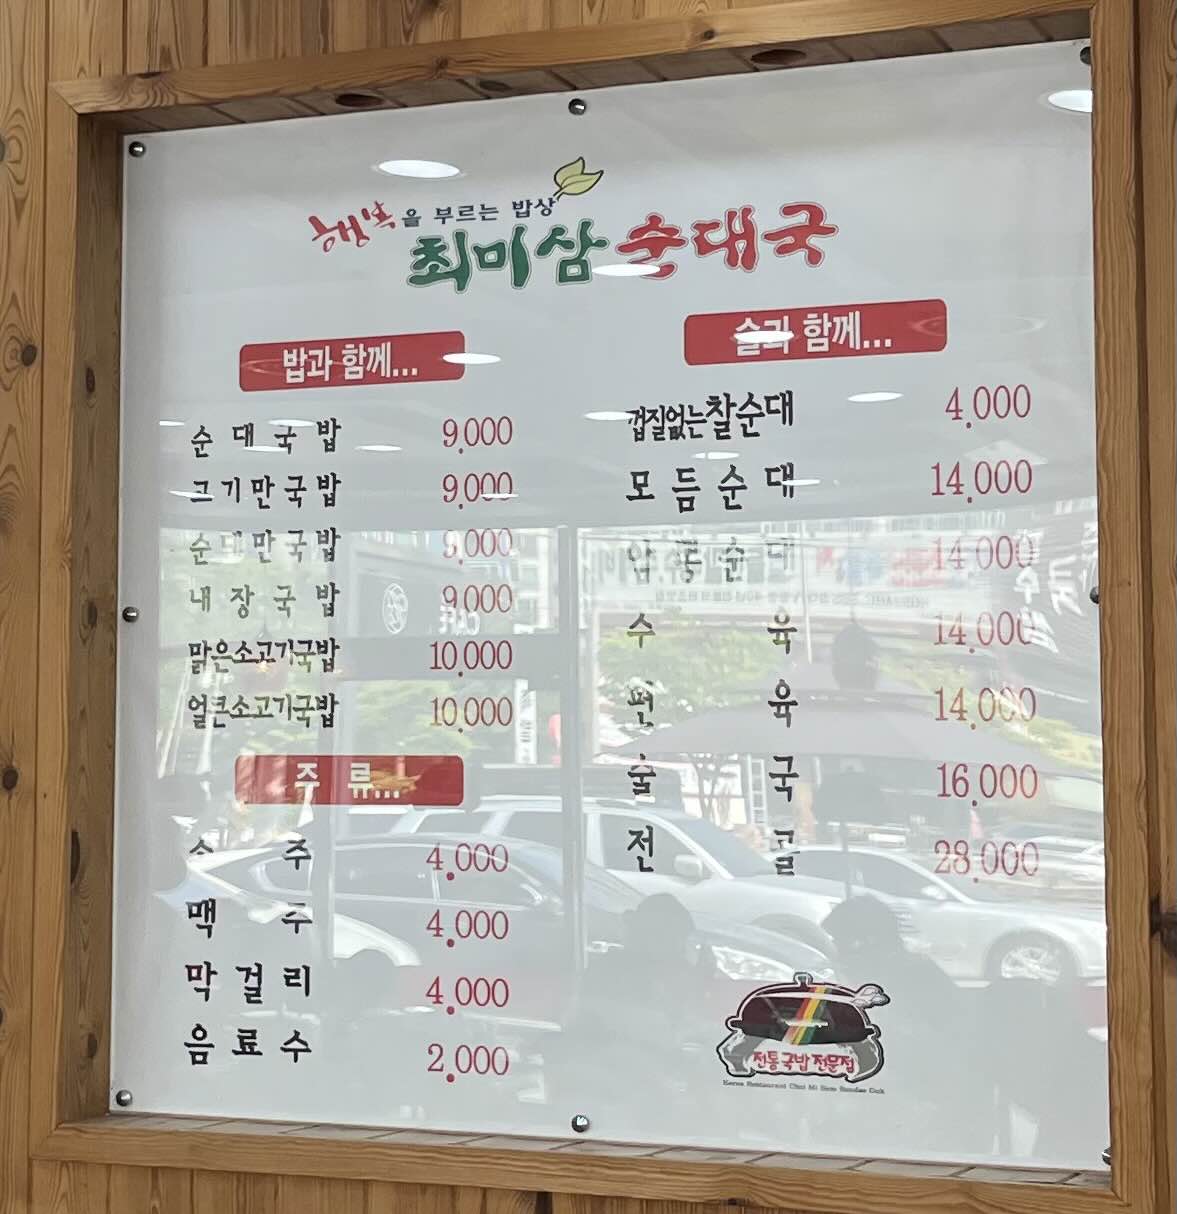 행복을 부르는 밥상
최미삼순대국
밥과 함께...
순대국밥 9,000
고기만국밥 9,000
순대만국밥 9,000
내장국밥 9,000
맑은소고기국밥 10,000
얼큰소고기국밥 10,000
주류...
소주 4,000
맥주 4,000
막걸리 4,000
음료수 2,000
술과 함께...
껍질없는찰순대 4,000
모듬순대 14,000
암뽕순대 14,000
수육 14,000
편육 14,000
술국 16,000
전골 28,000
전통국밥전문점